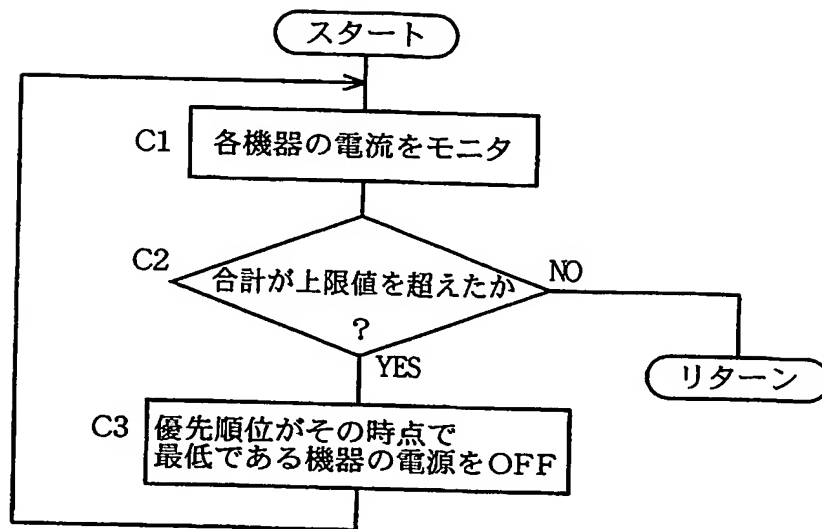 スタート
C1
各機器の電流をモニタ
C2
合計が上限値を超えたか
?
NO
YES
リターン
C3
優先順位がその時点で
最低である機器の電源をOFF